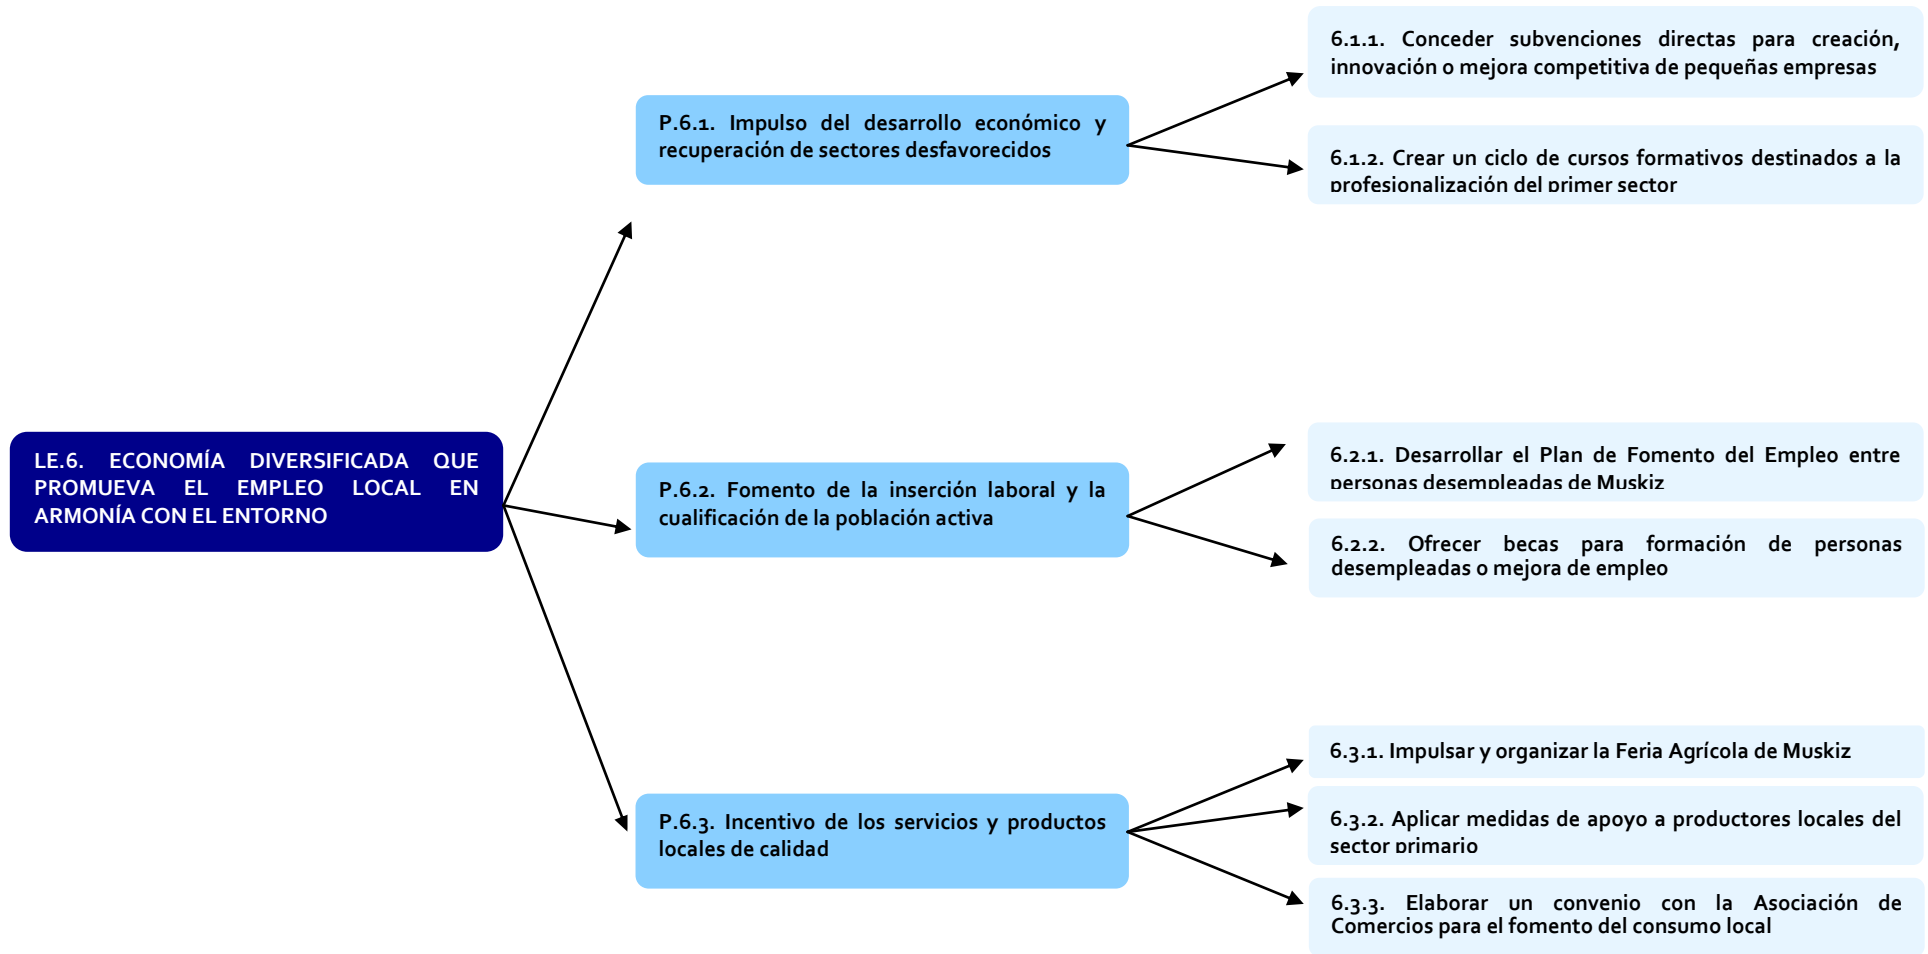 LE.6. ECONOMÍA DIVERSIFICADA QUE
PROMUEVA EL EMPLEO LOCAL EN
ARMONÍA CON EL ENTORNO
P.6.1. Impulso del desarrollo económico y
recuperación de sectores desfavorecidos
6.1.1. Conceder subvenciones directas para creación,
innovación o mejora competitiva de pequeñas empresas
6.1.2. Crear un ciclo de cursos formativos destinados a la
profesionalización del primer sector
P.6.2. Fomento de la inserción laboral y la
cualificación de la población activa
6.2.1. Desarrollar el Plan de Fomento del Empleo entre
personas desempleadas de Muskiz
6.2.2. Ofrecer becas para formación de personas
desempleadas o mejora de empleo
P.6.3. Incentivo de los servicios y productos
locales de calidad
6.3.1. Impulsar y organizar la Feria Agrícola de Muskiz
6.3.2. Aplicar medidas de apoyo a productores locales del
sector primario
6.3.3. Elaborar un convenio con la Asociación de
Comercios para el fomento del consumo local